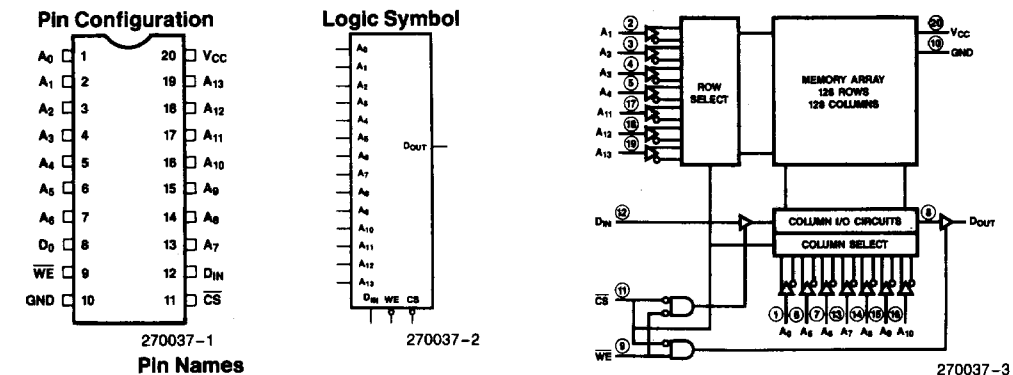 Pin Configuration
A0 1 20 VCC
A1 2 19 A13
A2 3 18 A12
A3 4 17 A11
A4 5 16 A10
A5 6 15 A9
A6 7 14 A8
D0 8 13 A7
WE 9 12 DIN
GND 10 11 CS
270037-1
Pin Names
Logic Symbol
A0
A1
A2
A3
A4
A5
A6
A7
A8
A9
A10
A11
A12
A13
DOUT
DIN WE CS
270037-2
A1 2
A2 3
A3 4
A4 5
A11 17
A12 18
A13 19
ROW
SELECT
MEMORY ARRAY
128 ROWS
128 COLUMNS
20 VCC
10 GND
DIN 12
COLUMN I/O CIRCUITS
8 DOUT
COLUMN SELECT
CS 11
1 6 7 13 14 15 16
A0 A5 A6 A7 A8 A9 A10
WE 9
270037-3